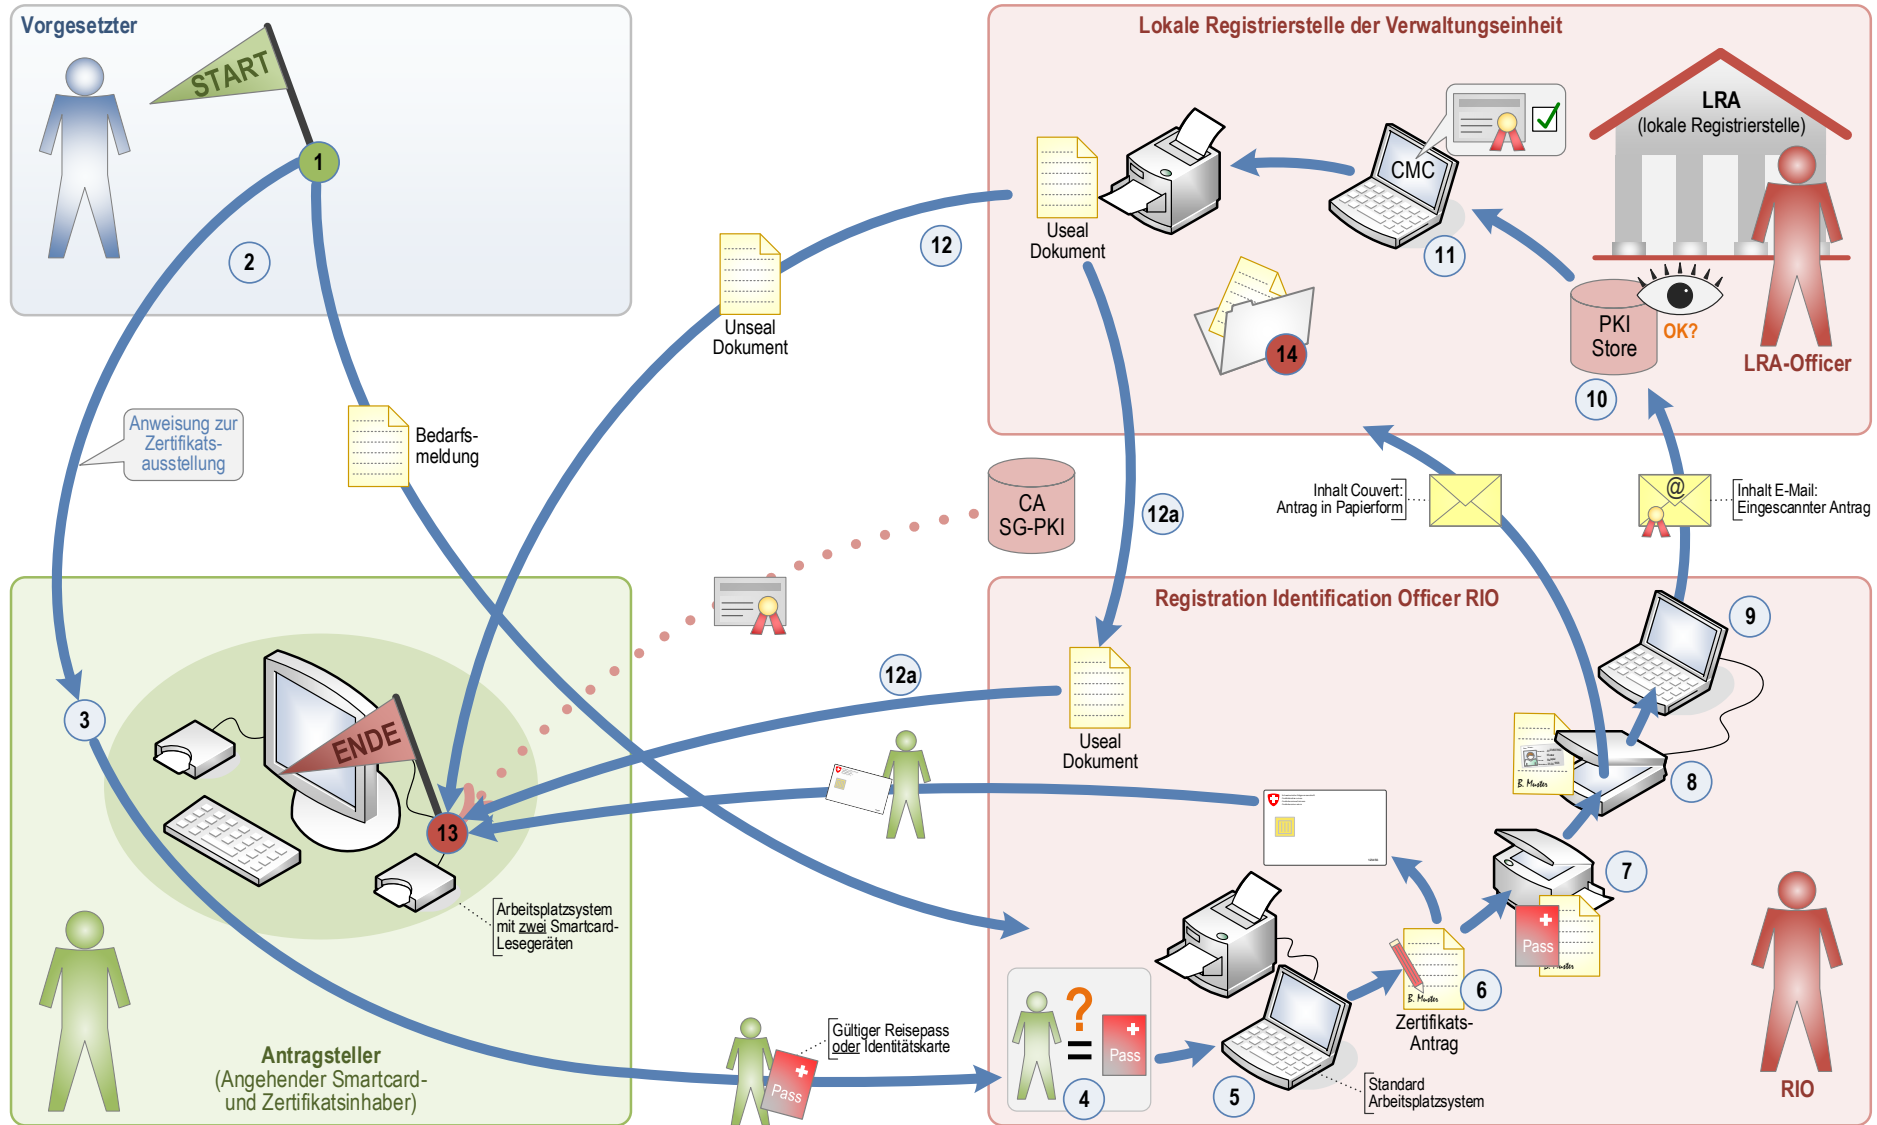 Vorgesetzter
START
1
2
Anweisung zur
Zertifikats-
ausstellung
Bedarfs-
meldung
Unseal
Dokument
12
Lokale Registrierstelle der Verwaltungseinheit
LRA
(lokale Registrierstelle)
CMC
11
Useal
Dokument
PKI
Store
OK?
10
LRA-Officer
14
12a
CA
SG-PKI
Inhalt Couvert:
Antrag in Papierform
@
Inhalt E-Mail:
Eingescannter Antrag
3
ENDE
13
Arbeitsplatzsystem
mit zwei Smartcard-
Lesegeräten
Antragsteller
(Angehender Smartcard-
und Zertifikatsinhaber)
12a
Gültiger Reisepass
oder Identitätskarte
Pass
Registration Identification Officer RIO
Useal
Dokument
9
8
B. Muster
7
Pass
B. Muster
6
B. Muster
Zertifikats-
Antrag
?
=
Pass
4
5
Standard
Arbeitsplatzsystem
RIO